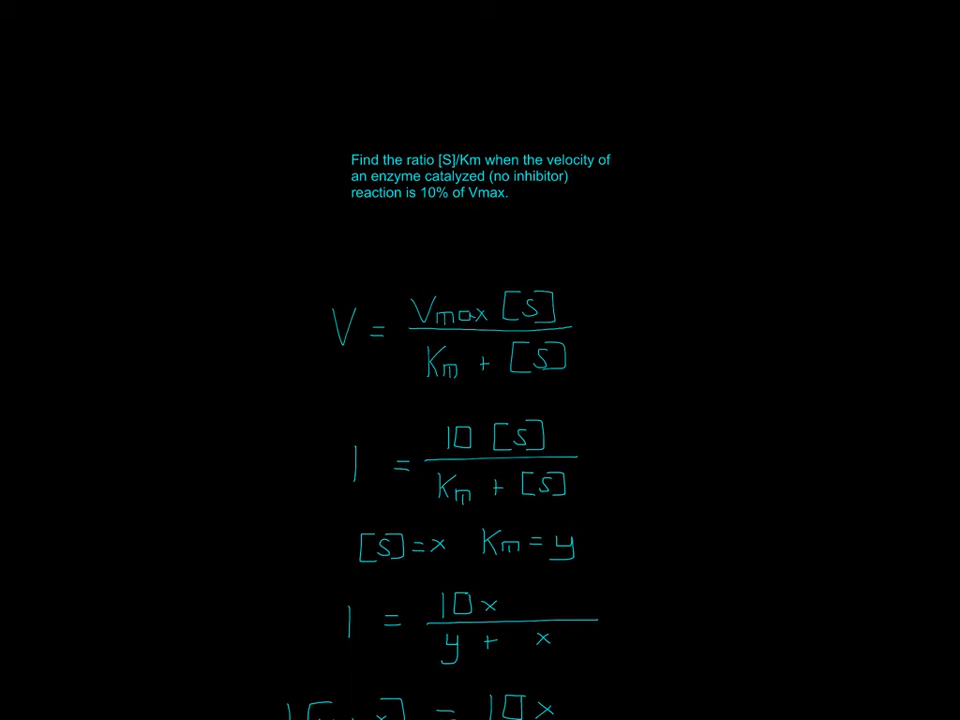 Find the ratio [S]/Km when the velocity of
an enzyme catalyzed (no inhibitor)
reaction is 10% of Vmax.
V = Vmax [S]
Km + [S]
1 = 10 [S]
Km + [S]
[S] = x Km = y
1 = 10x
y + x
= 10x